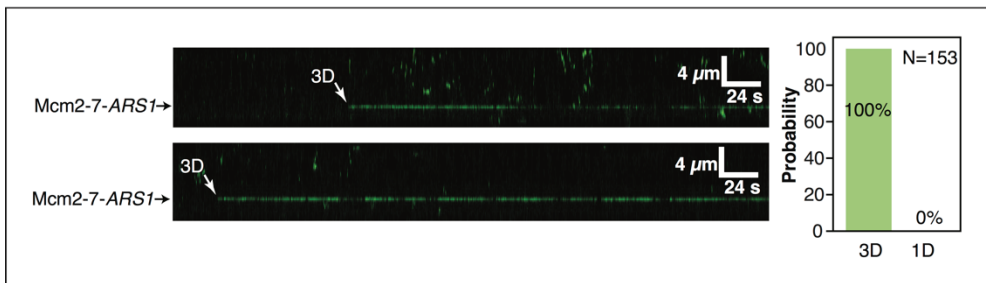 3D
4 µm
24 s
Mcm2-7-ARS1
3D
4 µm
24 s
Mcm2-7-ARS1
Probability
100
80
60
40
20
0
N=153
100%
0%
3D 1D